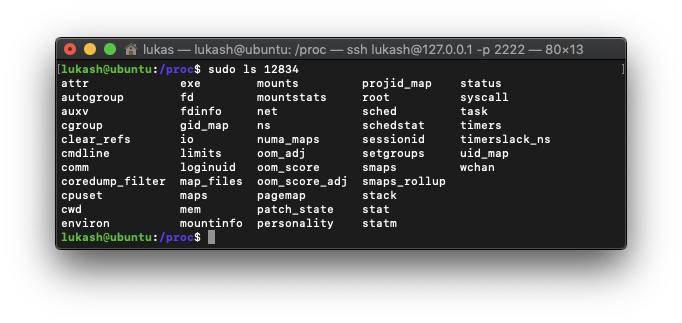 lukas — lukash@ubuntu: /proc — ssh lukash@127.0.0.1 -p 2222 — 80×13
[lukash@ubuntu:/proc$ sudo ls 12834 ]
attr exe mounts projid_map status
autogroup fd mountstats root syscall
auxv fdinfo net sched task
cgroup gid_map ns schedstat timers
clear_refs io numa_maps sessionid timerslack_ns
cmdline limits oom_adj setgroups uid_map
comm loginuid oom_score smaps wchan
coredump_filter map_files oom_score_adj smaps_rollup
cpuset maps pagemap stack
cwd mem patch_state stat
environ mountinfo personality statm
lukash@ubuntu:/proc$